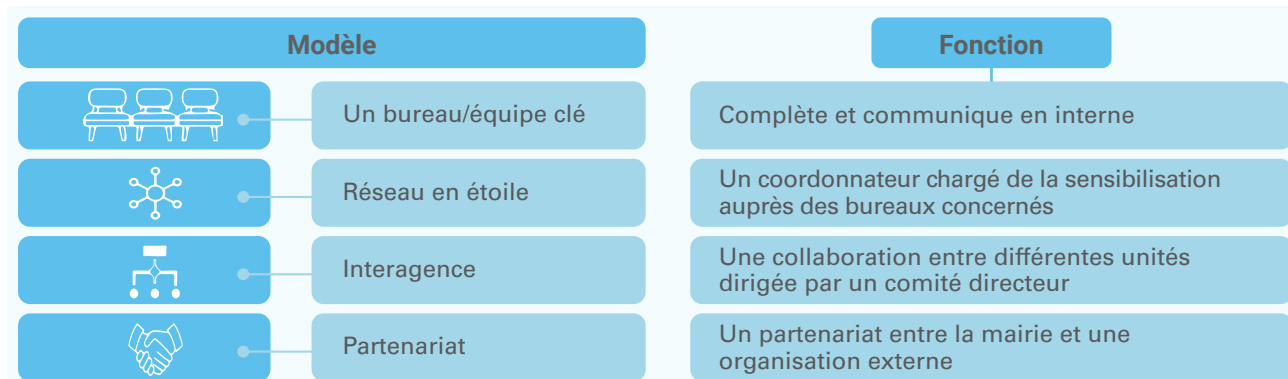 Modèle
Fonction
Un bureau/équipe clé
Complète et communique en interne
Réseau en étoile
Un coordonnateur chargé de la sensibilisation
auprès des bureaux concernés
Interagence
Une collaboration entre différentes unités
dirigée par un comité directeur
Partenariat
Un partenariat entre la mairie et une
organisation externe